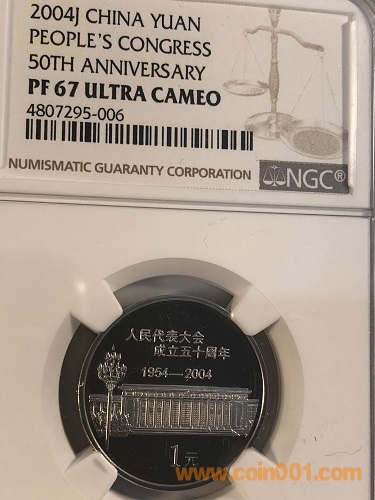 2004J CHINA YUAN
PEOPLE'S CONGRESS
50TH ANNIVERSARY
PF 67 ULTRA CAMEO
4807295-006
NUMISMATIC GUARANTY CORPORATION
NGC®
人民代表大会
成立五十周年
1954—2004
1元
www.coin001.com